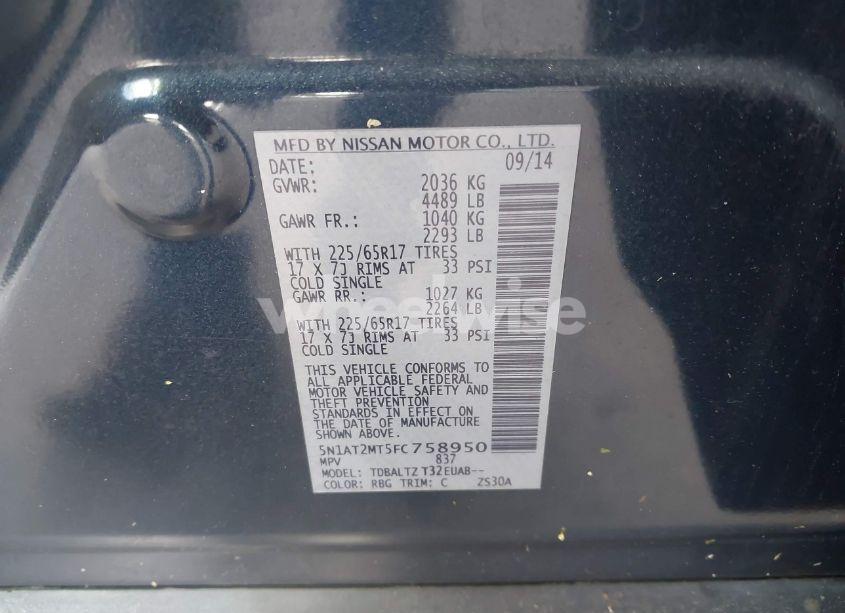 MFD BY NISSAN MOTOR CO., LTD.
DATE: 09/14
GVWR: 2036 KG
4489 LB
GAWR FR.: 1040 KG
2293 LB
WITH 225/65R17 TIRES
17 X 7J RIMS AT 33 PSI
COLD SINGLE
GAWR RR.: 1027 KG
2264 LB
wheelwise
WITH 225/65R17 TIRES
17 X 7J RIMS AT 33 PSI
COLD SINGLE
THIS VEHICLE CONFORMS TO
ALL APPLICABLE FEDERAL
MOTOR VEHICLE SAFETY AND
THEFT PREVENTION
STANDARDS IN EFFECT ON
THE DATE OF MANUFACTURE
SHOWN ABOVE.
5N1AT2MT5FC758950
MPV 837
MODEL: TDBALTZ T32EUAB--
COLOR: RBG TRIM: C ZS30A